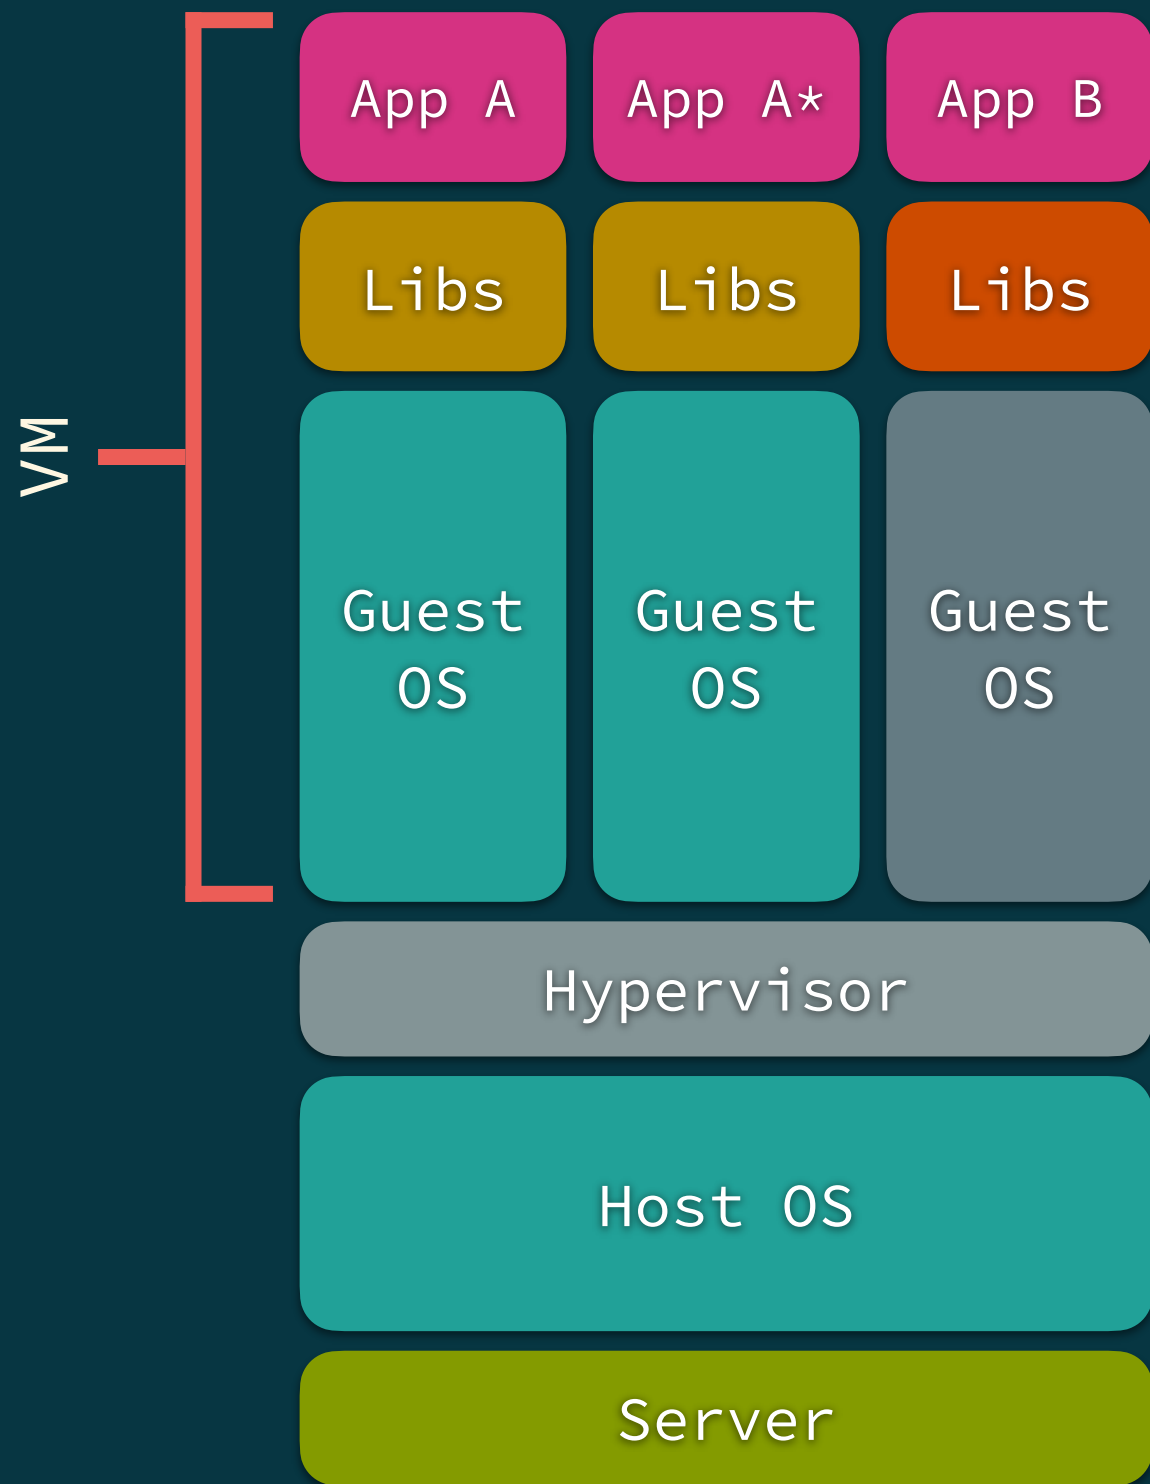 App A
App A*
App B
Libs
Libs
Libs
VM
Guest
OS
Guest
OS
Guest
OS
Hypervisor
Host OS
Server